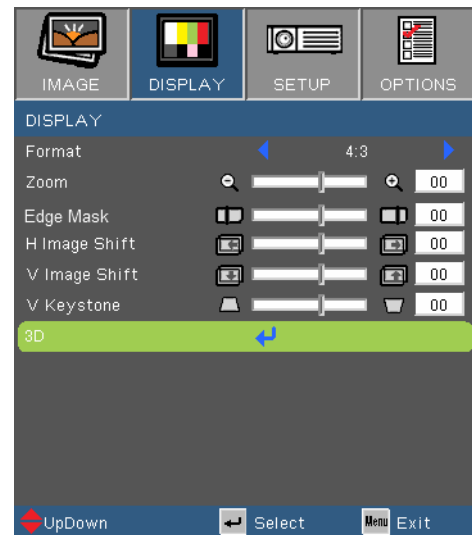 IMAGE DISPLAY SETUP OPTIONS
DISPLAY
Format 4:3
Zoom 00
Edge Mask 00
H Image Shift 00
V Image Shift 00
V Keystone 00
3D
UpDown Select Menu Exit